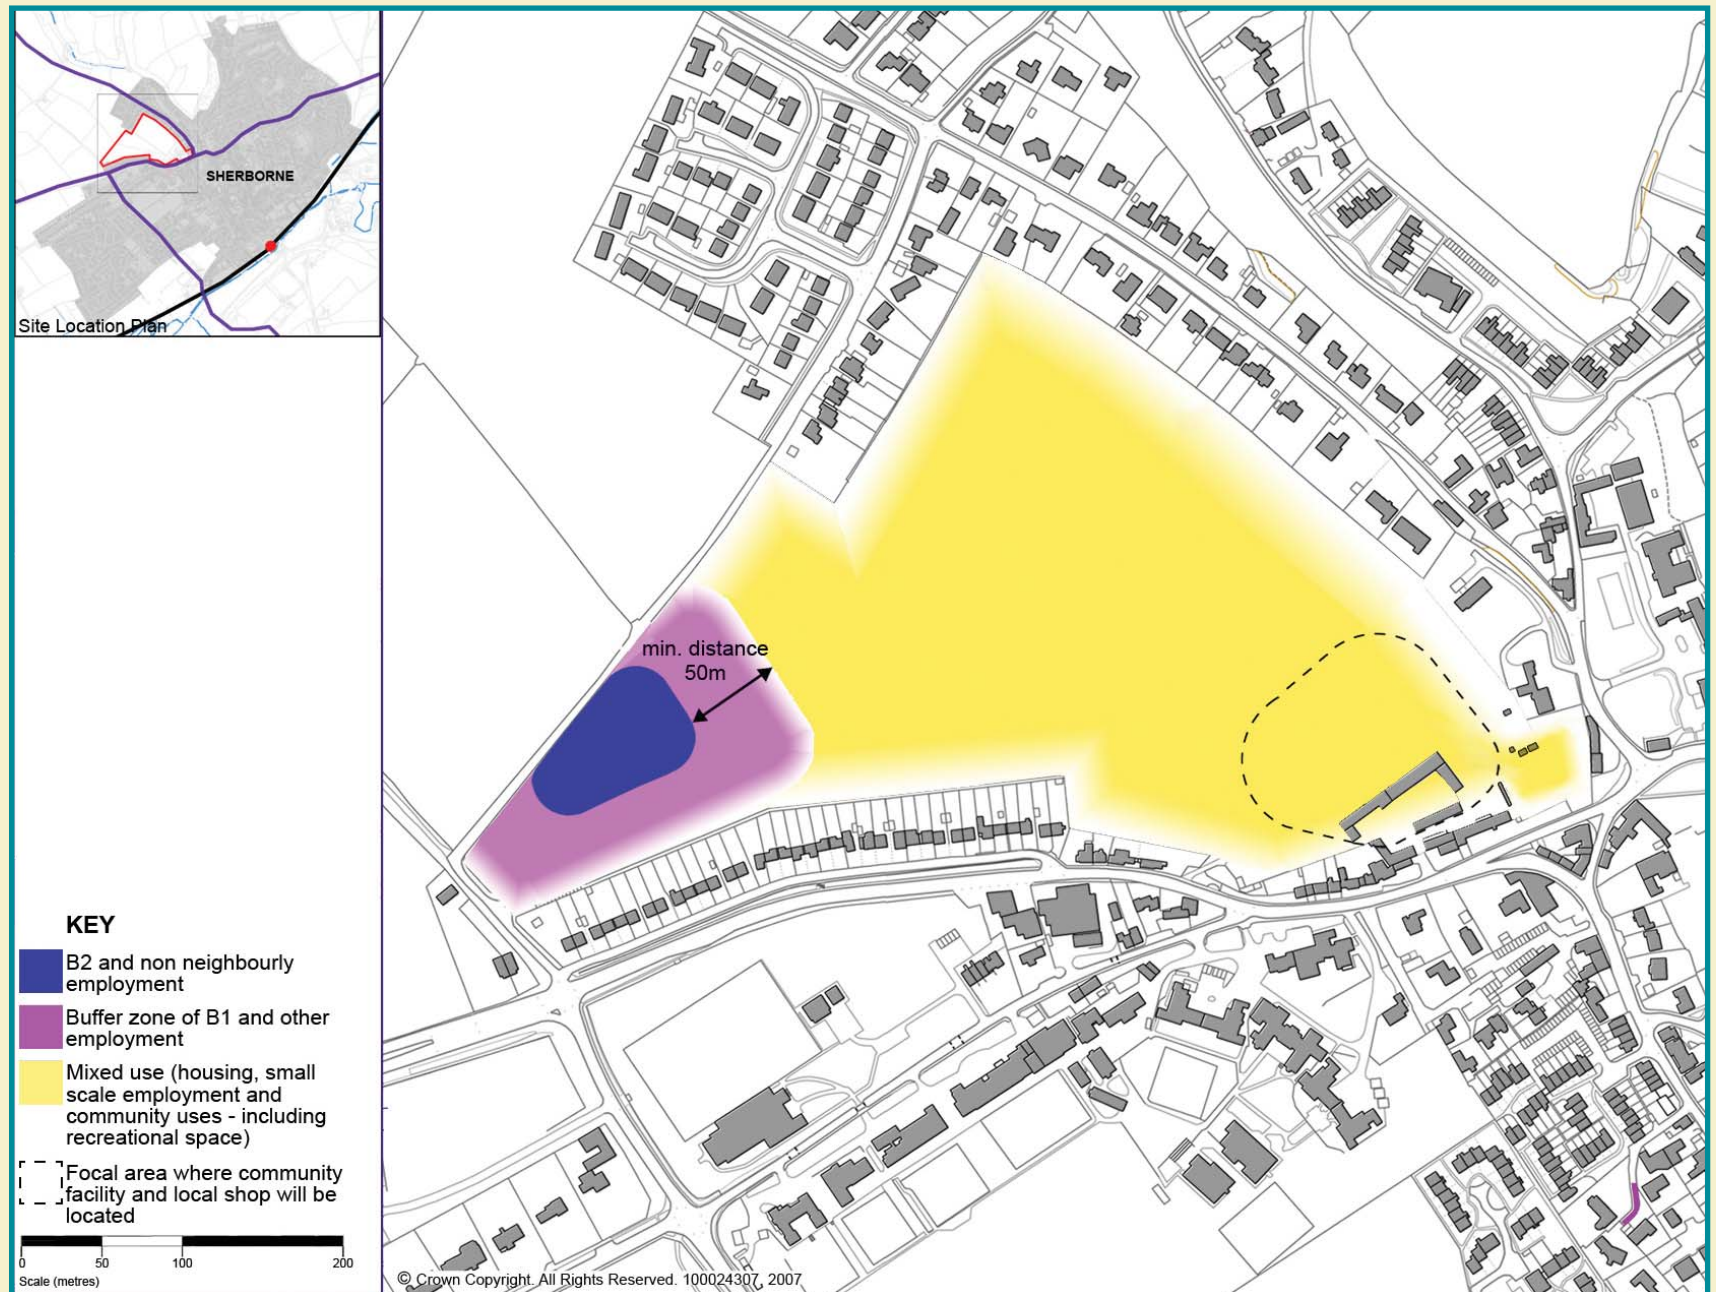 SHERBORNE
Site Location Plan
min. distance
50m
KEY
B2 and non neighbourly
employment
Buffer zone of B1 and other
employment
Mixed use (housing, small
scale employment and
community uses - including
recreational space)
Focal area where community
facility and local shop will be
located
0 50 100 200
Scale (metres)
© Crown Copyright. All Rights Reserved. 100024307, 2007